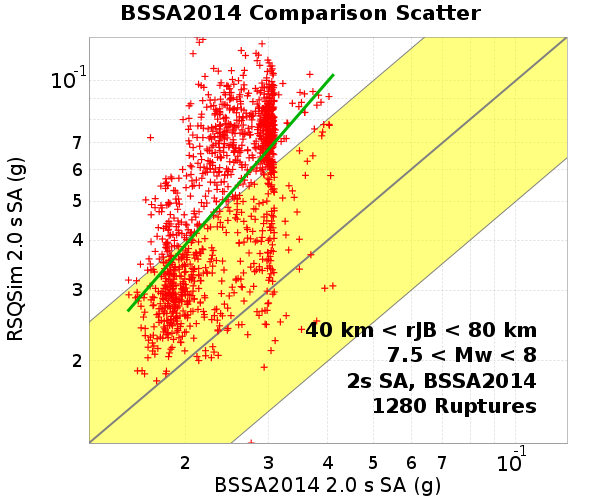 BSSA2014 Comparison Scatter
RSQSim 2.0 s SA (g)
10-1
7
6
5
4
3
2
40 km < rJB < 80 km
7.5 < Mw < 8
2s SA, BSSA2014
1280 Ruptures
2 3 4 5 6 7 10-1
BSSA2014 2.0 s SA (g)